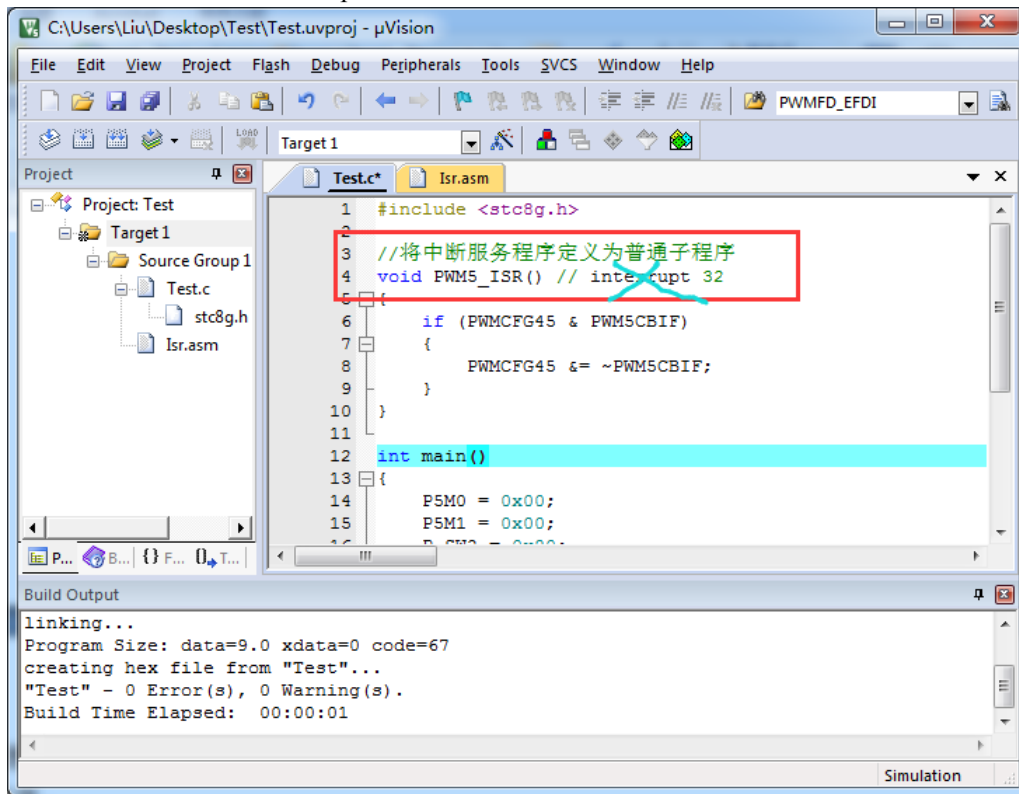 C:\Users\Liu\Desktop\Test\Test.uvproj - µVision
File Edit View Project Flash Debug Peripherals Tools SVCS Window Help
LOAD
PWMFD_EFDI
Target 1
Project
Project: Test
Target 1
Source Group 1
Test.c
stc8g.h
Isr.asm
P... B... {} F... T...
Test.c* Isr.asm
1 #include <stc8g.h>
2
3 //将中断服务程序定义为普通子程序
4 void PWM5_ISR() // interrupt 32
5 {
6 if (PWMCFG45 & PWM5CBIF)
7 {
8 PWMCFG45 &= ~PWM5CBIF;
9 }
10 }
11
12 int main()
13 {
14 P5M0 = 0x00;
15 P5M1 = 0x00;
Build Output
linking...
Program Size: data=9.0 xdata=0 code=67
creating hex file from "Test"...
"Test" - 0 Error(s), 0 Warning(s).
Build Time Elapsed: 00:00:01
Simulation